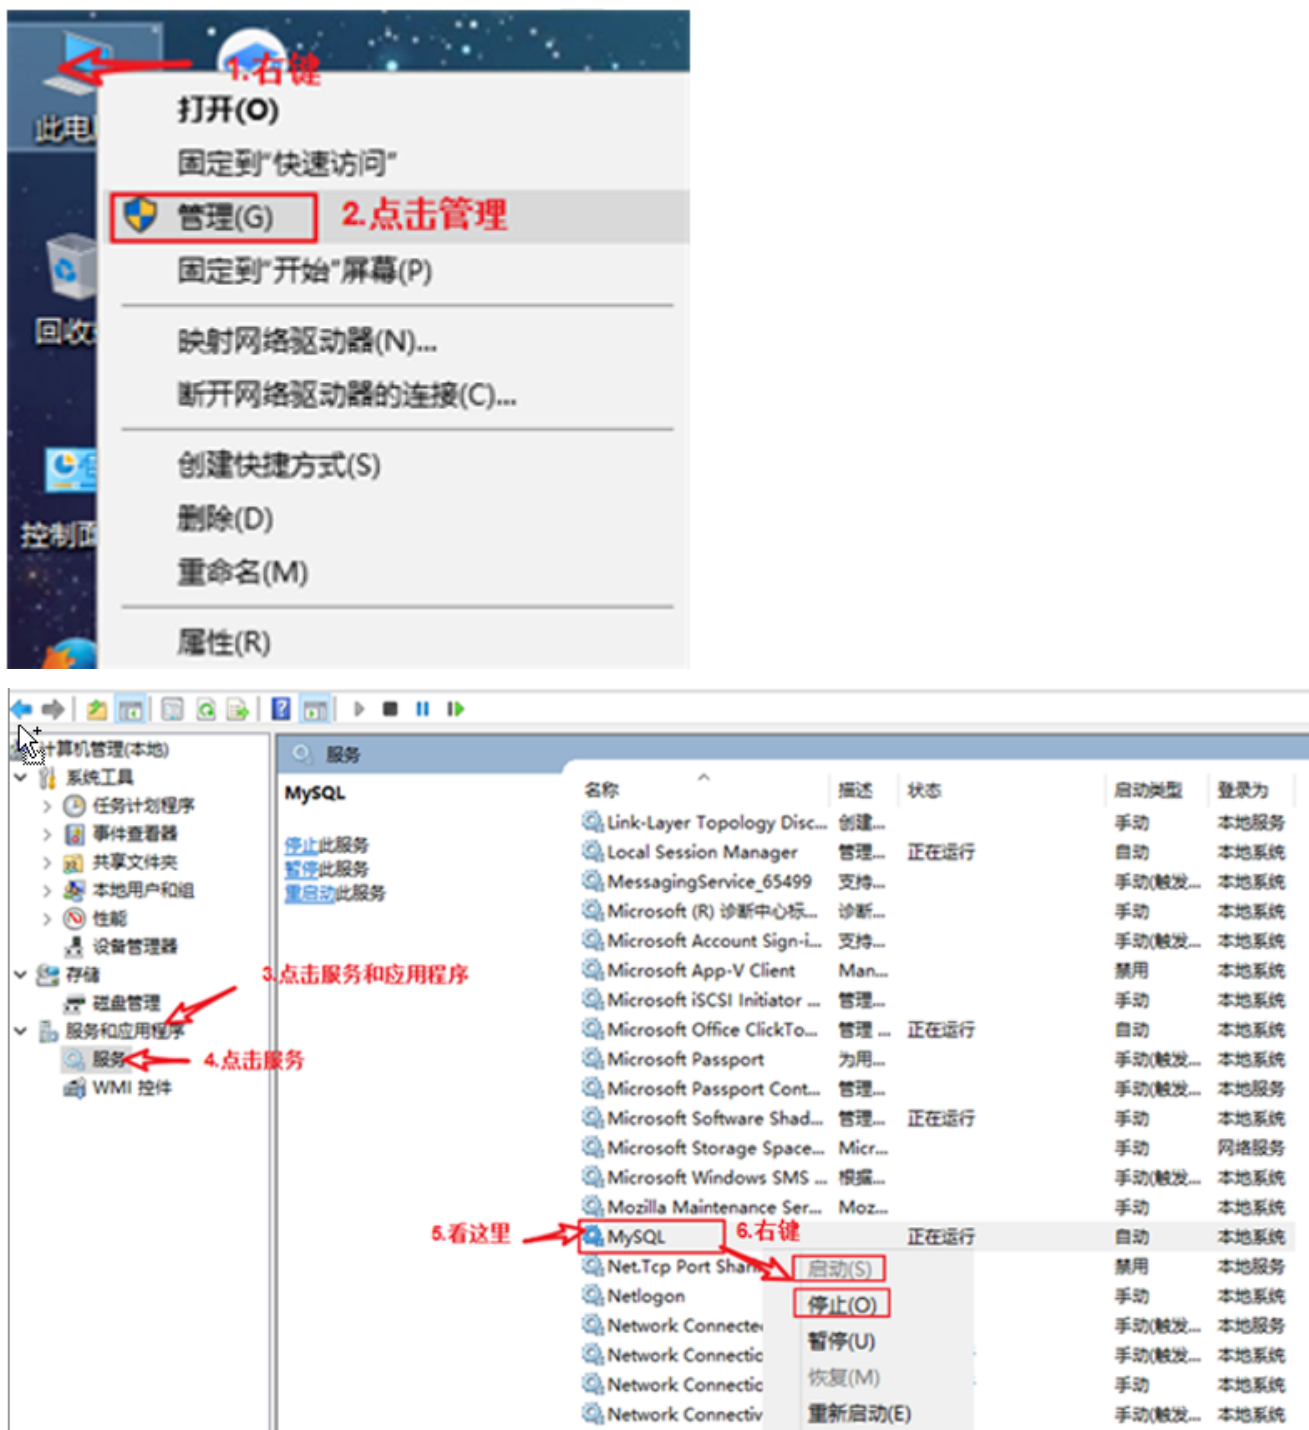 1.右键
此电
打开(O)
固定到"快速访问"
管理(G)
2.点击管理
固定到"开始"屏幕(P)
回收
映射网络驱动器(N)...
断开网络驱动器的连接(C)...
创建快捷方式(S)
控制面
删除(D)
重命名(M)
属性(R)
计算机管理(本地)
系统工具
任务计划程序
事件查看器
共享文件夹
本地用户和组
性能
设备管理器
存储
磁盘管理
服务和应用程序
服务
WMI 控件
3.点击服务和应用程序
4.点击服务
服务
MySQL
停止此服务
暂停此服务
重启动此服务
名称 描述 状态 启动类型 登录为
Link-Layer Topology Disc... 创建... 手动 本地服务
Local Session Manager 管理... 正在运行 自动 本地系统
MessagingService_65499 支持... 手动(触发... 本地系统
Microsoft (R) 诊断中心标... 诊断... 手动 本地系统
Microsoft Account Sign-i... 支持... 手动(触发... 本地系统
Microsoft App-V Client Man... 禁用 本地系统
Microsoft iSCSI Initiator ... 管理... 手动 本地系统
Microsoft Office ClickTo... 管理 ... 正在运行 自动 本地系统
Microsoft Passport 为用... 手动(触发... 本地系统
Microsoft Passport Cont... 管理... 手动(触发... 本地服务
Microsoft Software Shad... 管理... 正在运行 手动 本地系统
Microsoft Storage Space... Micr... 手动 网络服务
Microsoft Windows SMS ... 根据... 手动(触发... 本地系统
Mozilla Maintenance Ser... Moz... 手动 本地系统
5.看这里
MySQL 正在运行 自动 本地系统
6.右键
Net.Tcp Port Shari 禁用 本地服务
Netlogon 手动 本地系统
Network Connected 手动(触发... 本地服务
Network Connectic 手动(触发... 本地系统
Network Connectic 手动 本地系统
Network Connectiv 手动(触发... 本地系统
启动(S)
停止(O)
暂停(U)
恢复(M)
重新启动(E)